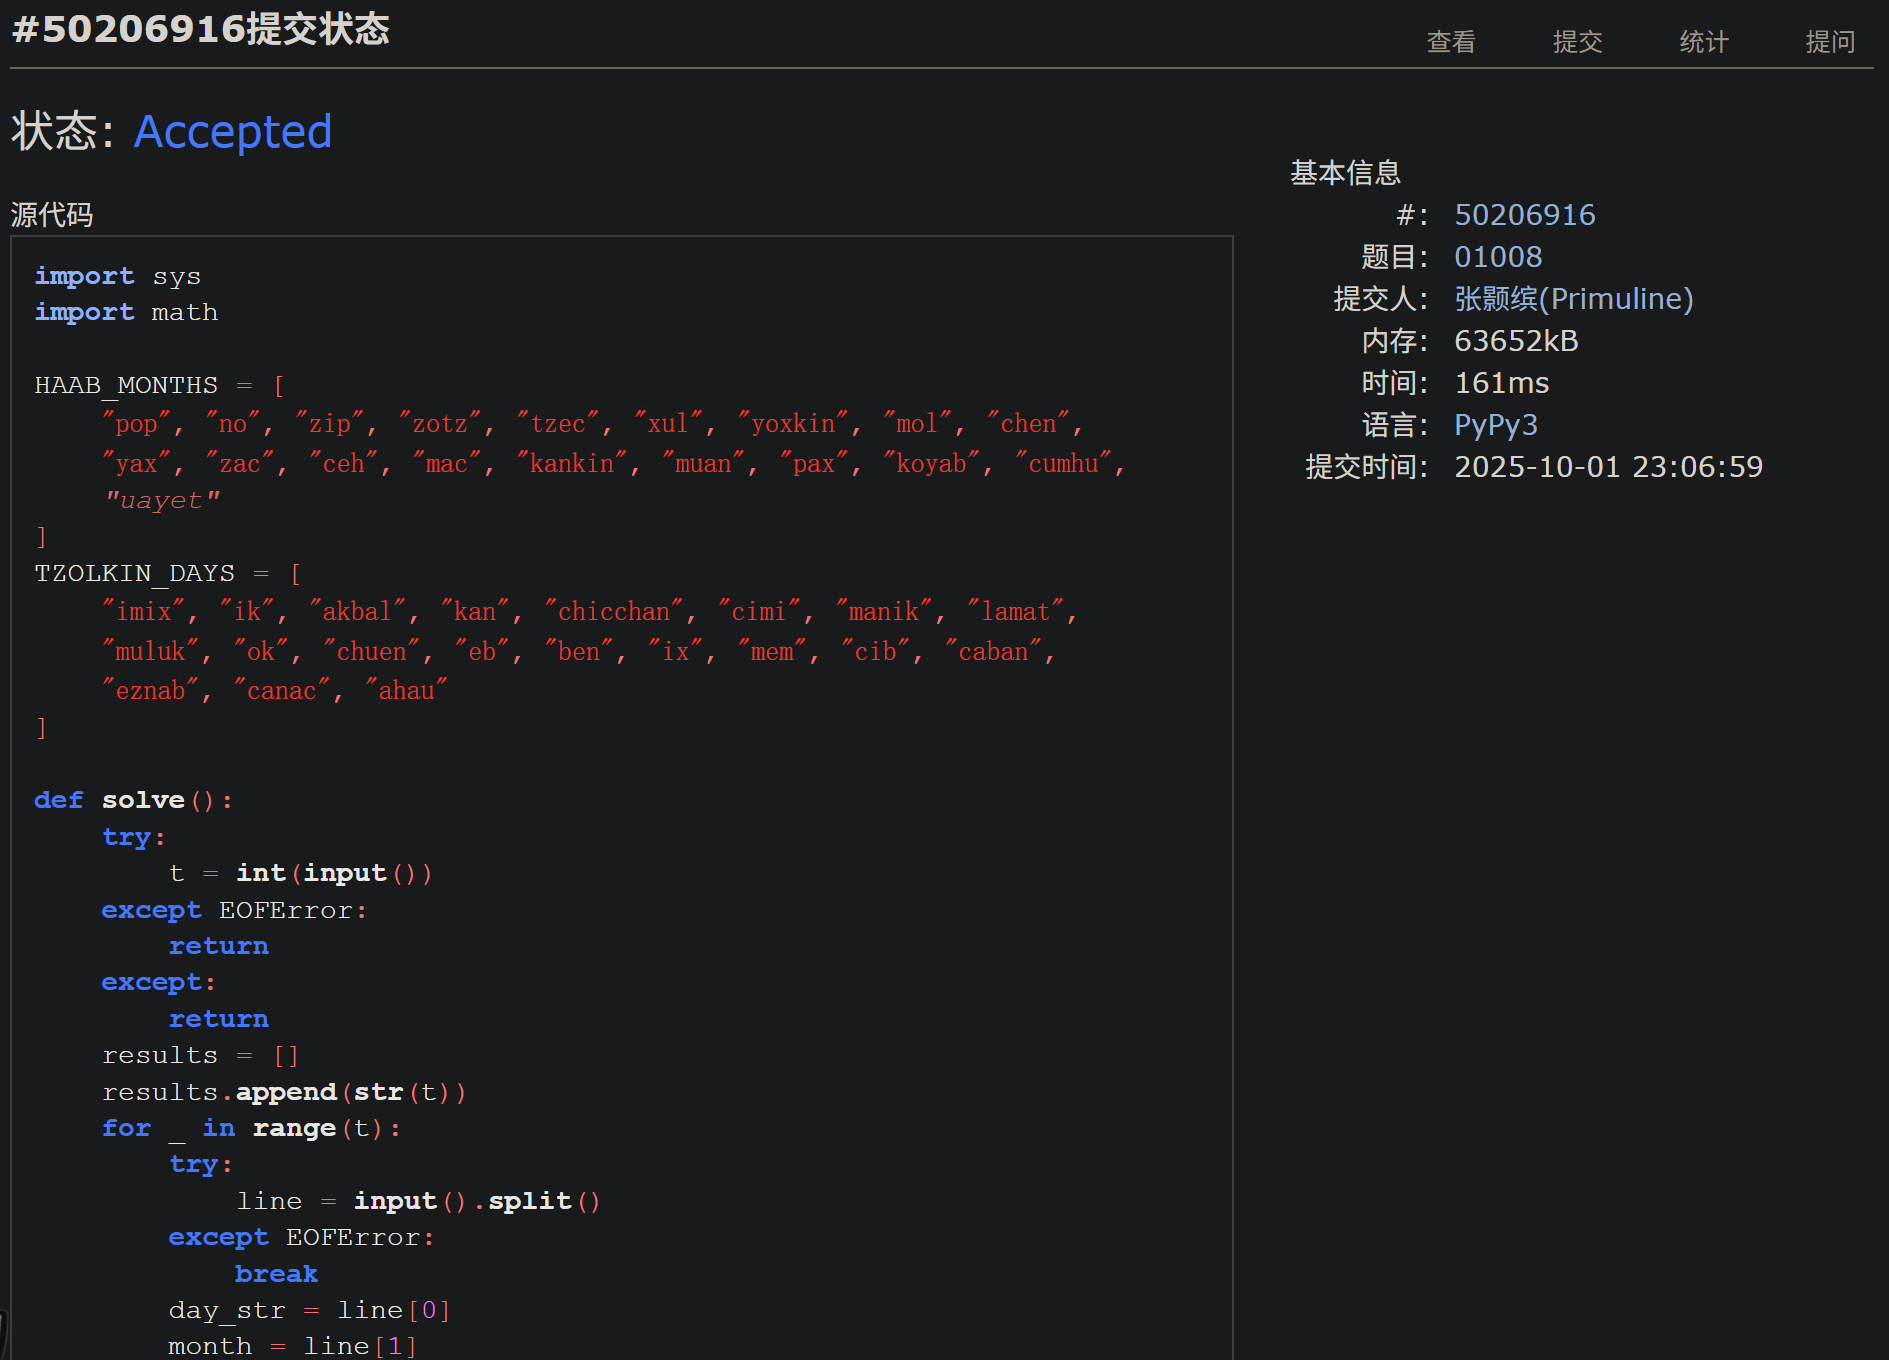 #50206916提交状态
查看 提交 统计 提问
状态: Accepted
源代码
import sys
import math
HAAB_MONTHS = [
"pop", "no", "zip", "zotz", "tzec", "xul", "yoxkin", "mol", "chen",
"yax", "zac", "ceh", "mac", "kankin", "muan", "pax", "koyab", "cumhu",
"uayet"
]
TZOLKIN_DAYS = [
"imix", "ik", "akbal", "kan", "chicchan", "cimi", "manik", "lamat",
"muluk", "ok", "chuen", "eb", "ben", "ix", "mem", "cib", "caban",
"eznab", "canac", "ahau"
]
def solve():
try:
t = int(input())
except EOFError:
return
except:
return
results = []
results.append(str(t))
for _ in range(t):
try:
line = input().split()
except EOFError:
break
day_str = line[0]
month = line[1]
基本信息
#: 50206916
题目: 01008
提交人: 张颢缤(Primuline)
内存: 63652kB
时间: 161ms
语言: PyPy3
提交时间: 2025-10-01 23:06:59